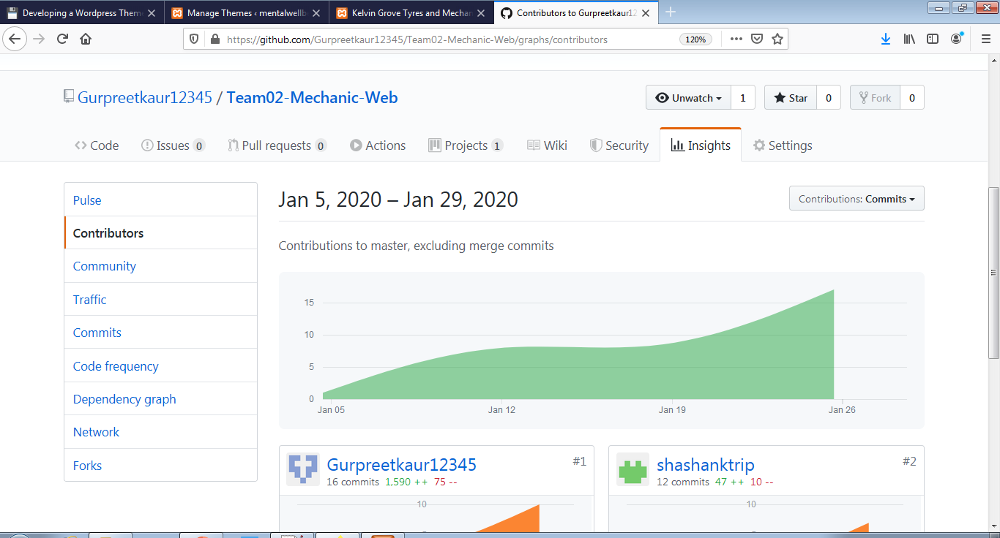 Developing a Wordpress Them
Manage Themes ‹ mentalwellb
Kelvin Grove Tyres and Mechan
Contributors to Gurpreetkaur12
https://github.com/Gurpreetkaur12345/Team02-Mechanic-Web/graphs/contributors
120%
Gurpreetkaur12345 / Team02-Mechanic-Web
Unwatch 1
Star 0
Fork 0
Code
Issues 0
Pull requests 0
Actions
Projects 1
Wiki
Security
Insights
Settings
Pulse
Contributors
Community
Traffic
Commits
Code frequency
Dependency graph
Network
Forks
Jan 5, 2020 – Jan 29, 2020
Contributions: Commits
Contributions to master, excluding merge commits
15
10
5
0
Jan 05
Jan 12
Jan 19
Jan 26
Gurpreetkaur12345
#1
16 commits 1,590 ++ 75 --
10
shashanktrip
#2
12 commits 47 ++ 10 --
10